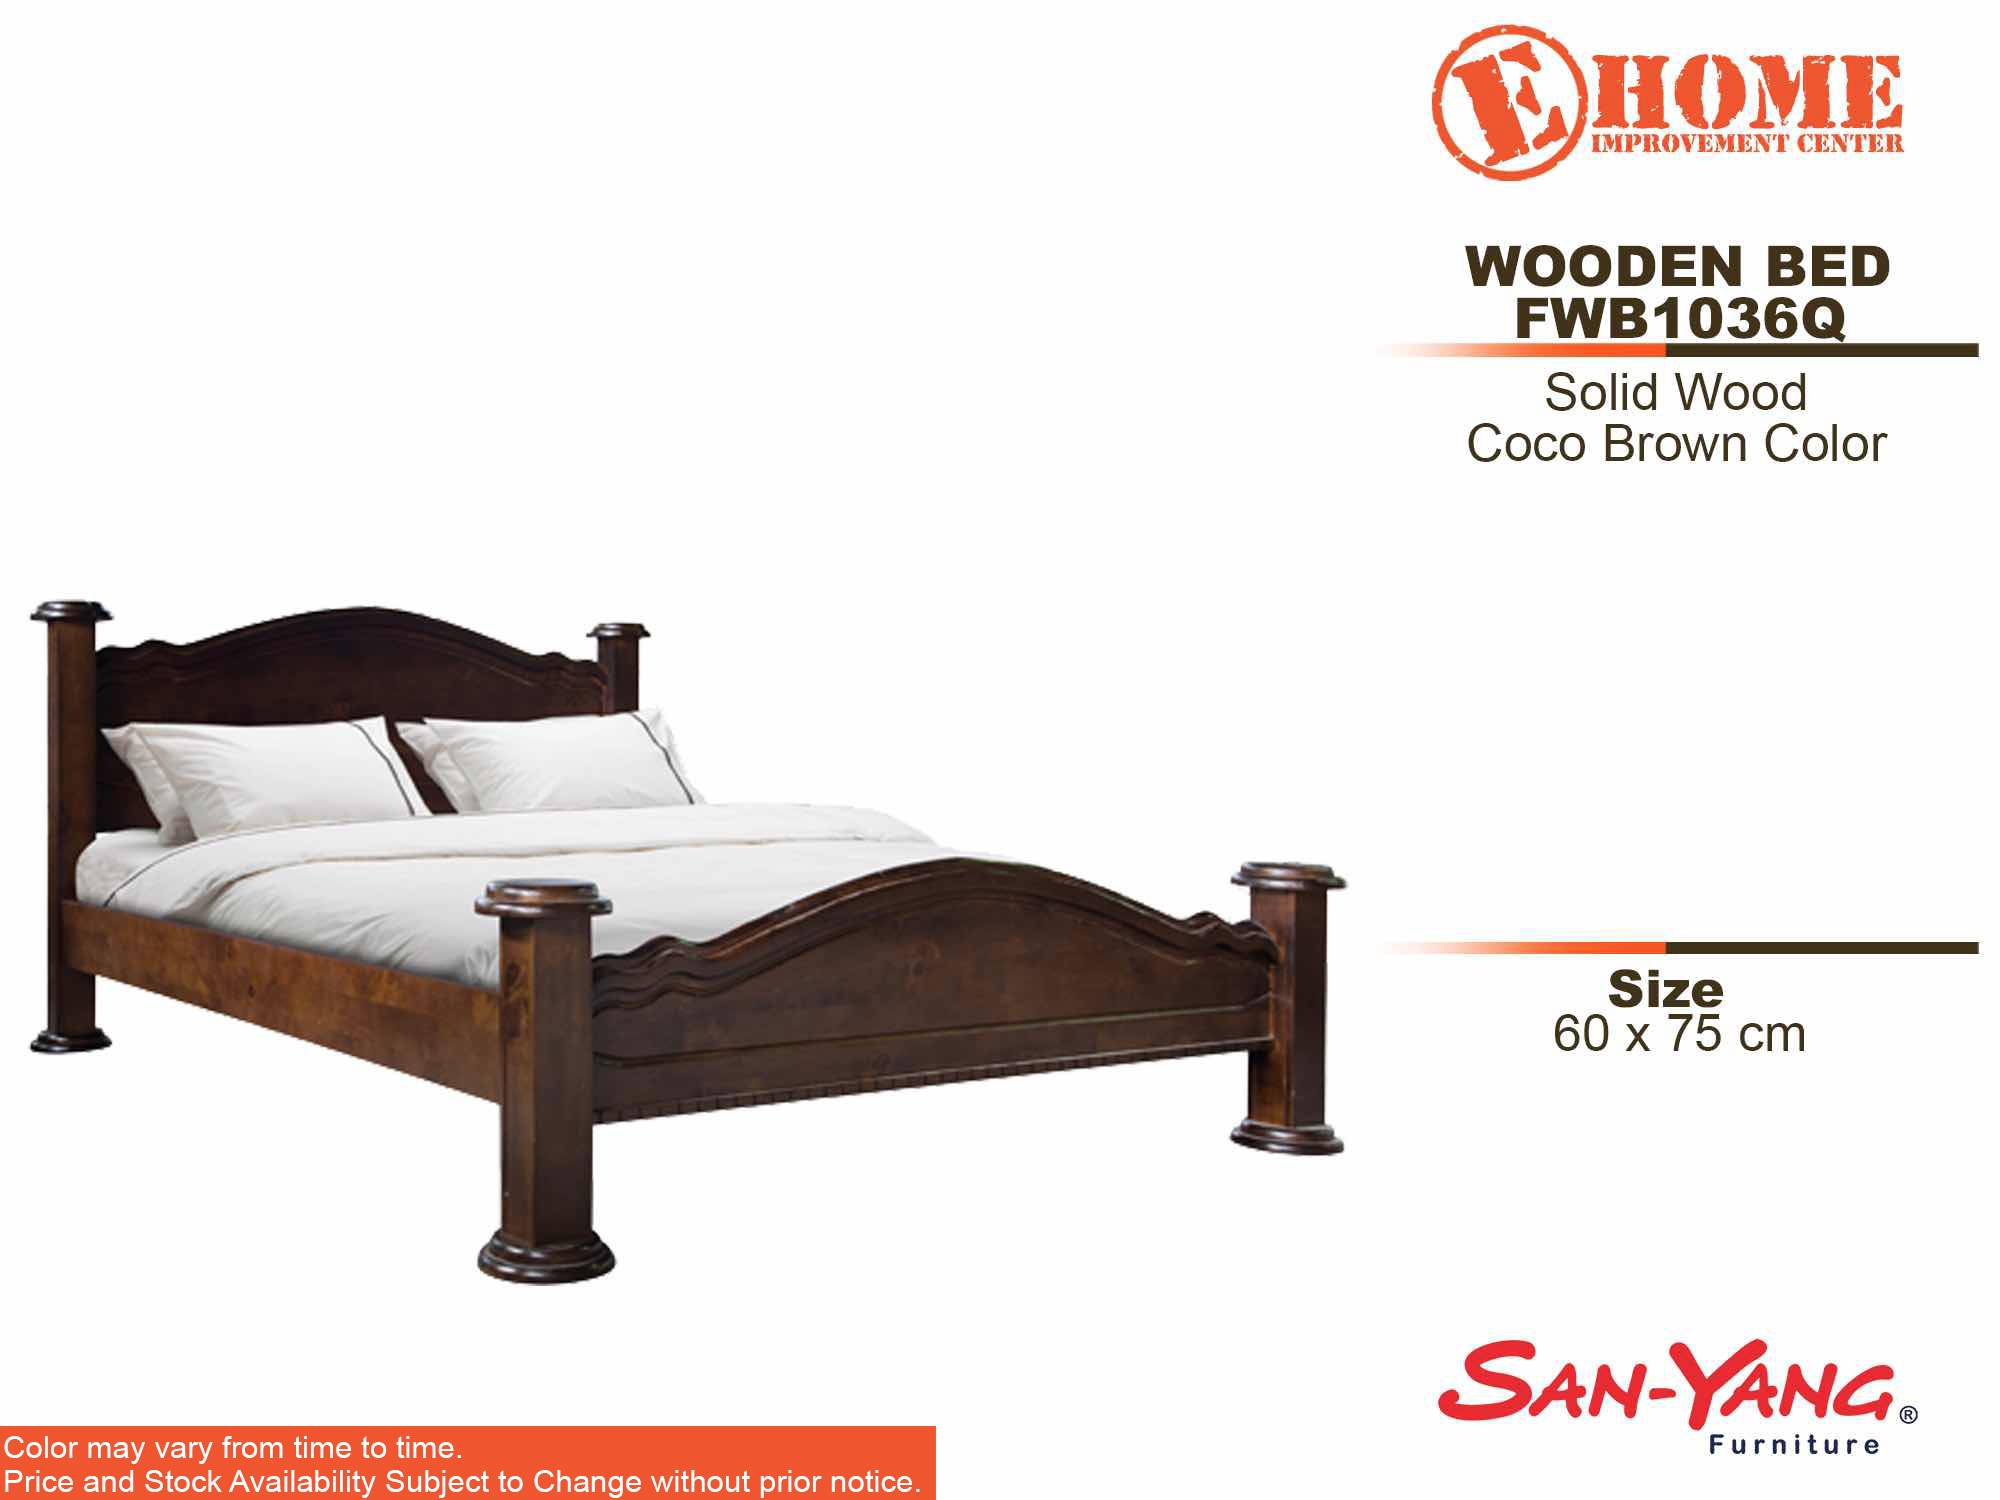 E HOME
IMPROVEMENT CENTER
WOODEN BED
FWB1036Q
Solid Wood
Coco Brown Color
Size
60 x 75 cm
SAN-YANG®
Furniture
Color may vary from time to time.
Price and Stock Availability Subject to Change without prior notice.